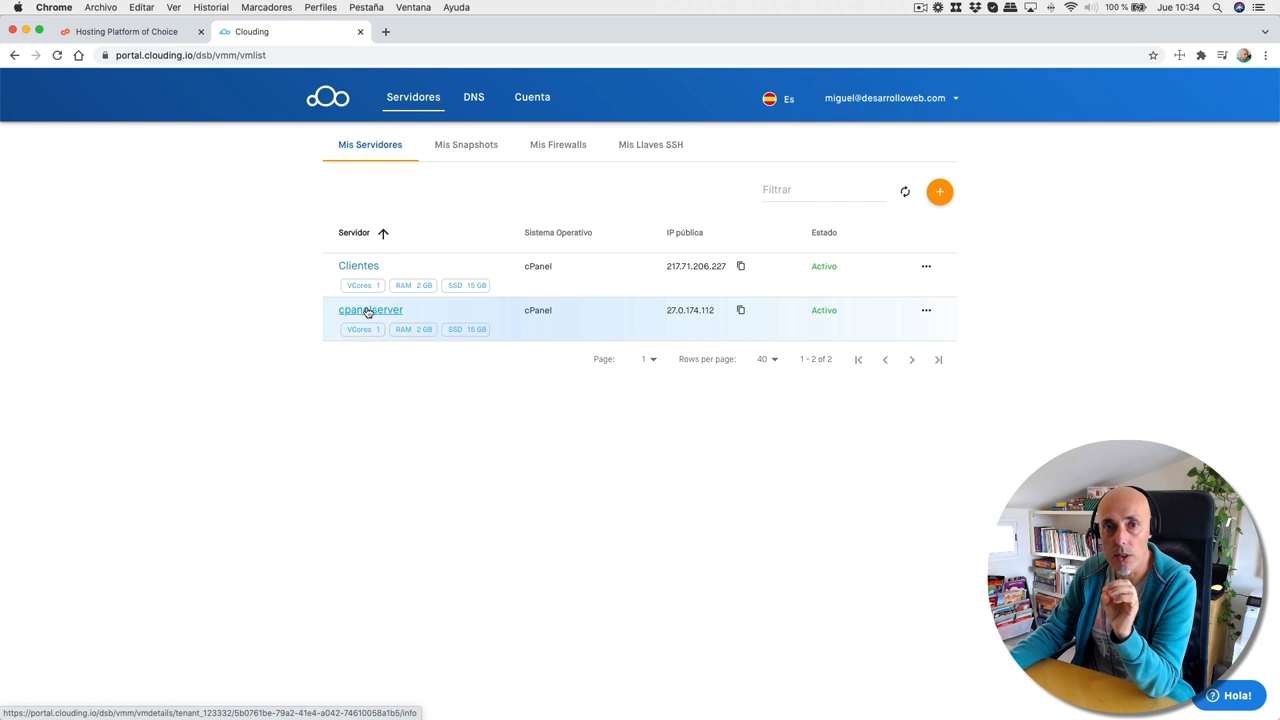 Chrome Archivo Editar Ver Historial Marcadores Perfiles Pestaña Ventana Ayuda 100 % Jue 10:34
Hosting Platform of Choice Clouding
portal.clouding.io/dsb/vmm/vmlist
Servidores DNS Cuenta Es miguel@desarrolloweb.com
Mis Servidores Mis Snapshots Mis Firewalls Mis Llaves SSH
Filtrar
Servidor Sistema Operativo IP pública Estado
Clientes cPanel 217.71.206.227 Activo
VCores 1 RAM 2 GB SSD 15 GB
cpanelserver cPanel 27.0.174.112 Activo
VCores 1 RAM 2 GB SSD 15 GB
Page: 1 Rows per page: 40 1 - 2 of 2
Hola!
https://portal.clouding.io/dsb/vmm/vmdetails/tenant_123332/5b0761be-79a2-41e4-a042-74610058a1b5/info